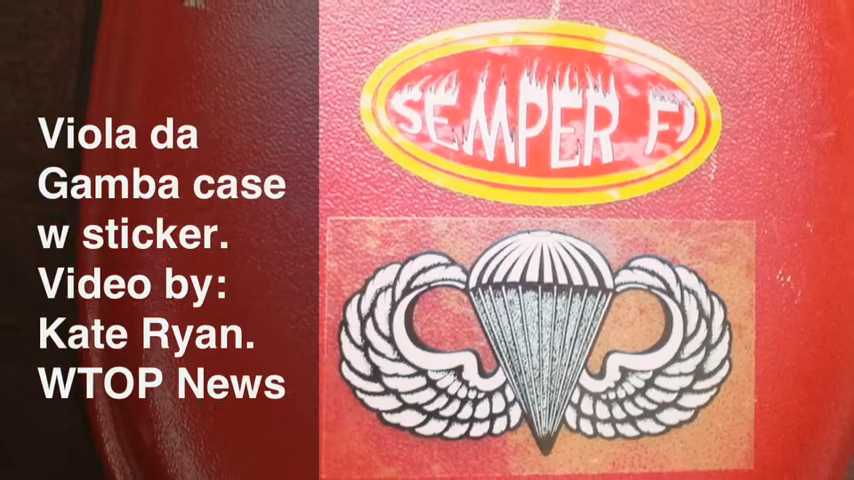 Viola da
Gamba case
w sticker.
Video by:
Kate Ryan.
WTOP News
SEMPER FI